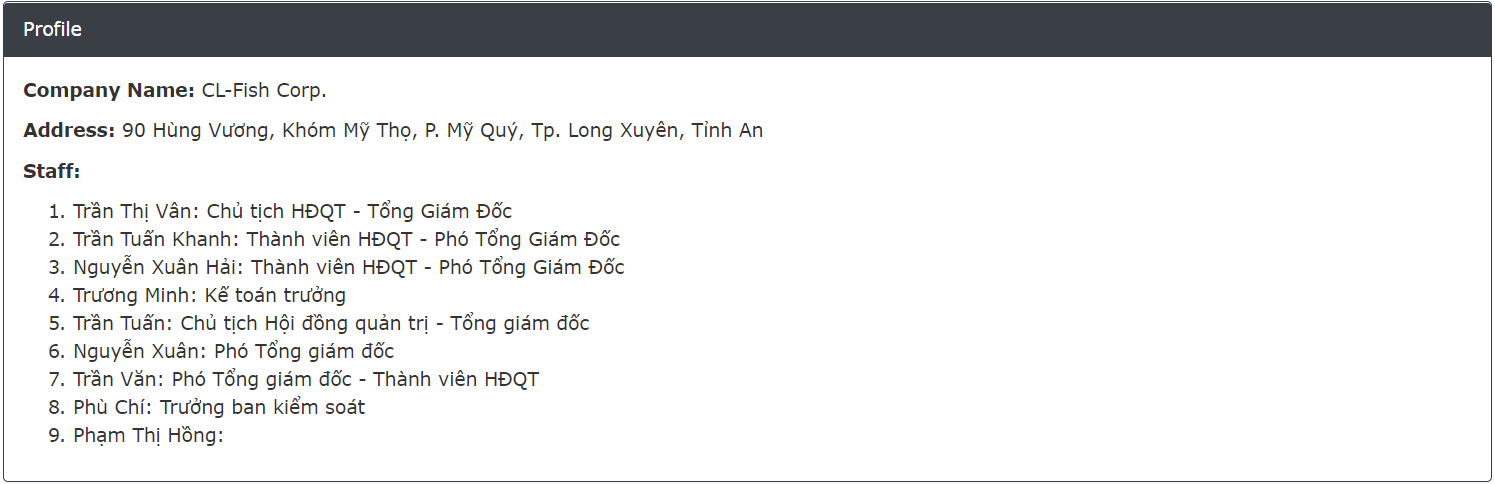 Profile
Company Name: CL-Fish Corp.
Address: 90 Hùng Vương, Khóm Mỹ Thọ, P. Mỹ Quý, Tp. Long Xuyên, Tỉnh An
Staff:
1. Trần Thị Vân: Chủ tịch HĐQT - Tổng Giám Đốc
2. Trần Tuấn Khanh: Thành viên HĐQT - Phó Tổng Giám Đốc
3. Nguyễn Xuân Hải: Thành viên HĐQT - Phó Tổng Giám Đốc
4. Trương Minh: Kế toán trưởng
5. Trần Tuấn: Chủ tịch Hội đồng quản trị - Tổng giám đốc
6. Nguyễn Xuân: Phó Tổng giám đốc
7. Trần Văn: Phó Tổng giám đốc - Thành viên HĐQT
8. Phù Chí: Trưởng ban kiểm soát
9. Phạm Thị Hồng: